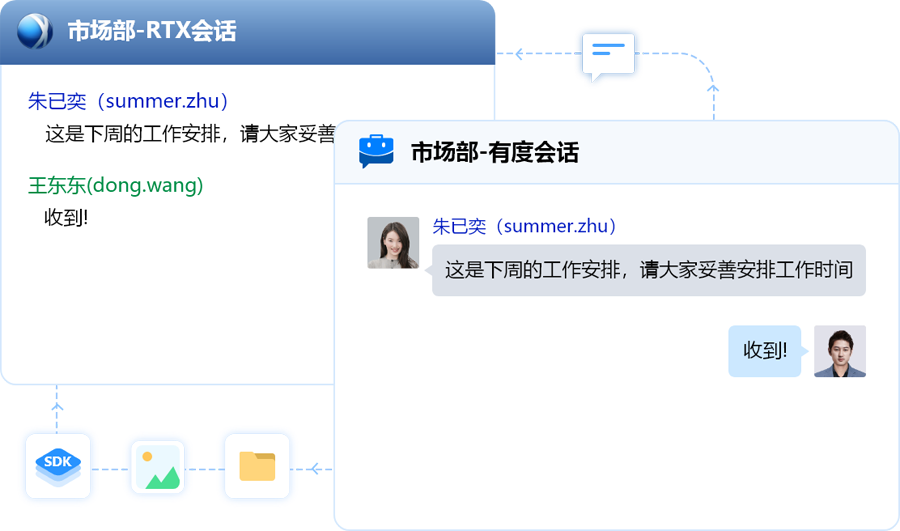 市场部-RTX会话
朱已奕（summer.zhu）
这是下周的工作安排，请大家妥善
王东东(dong.wang)
收到!
市场部-有度会话
朱已奕（summer.zhu）
这是下周的工作安排，请大家妥善安排工作时间
收到!
SDK